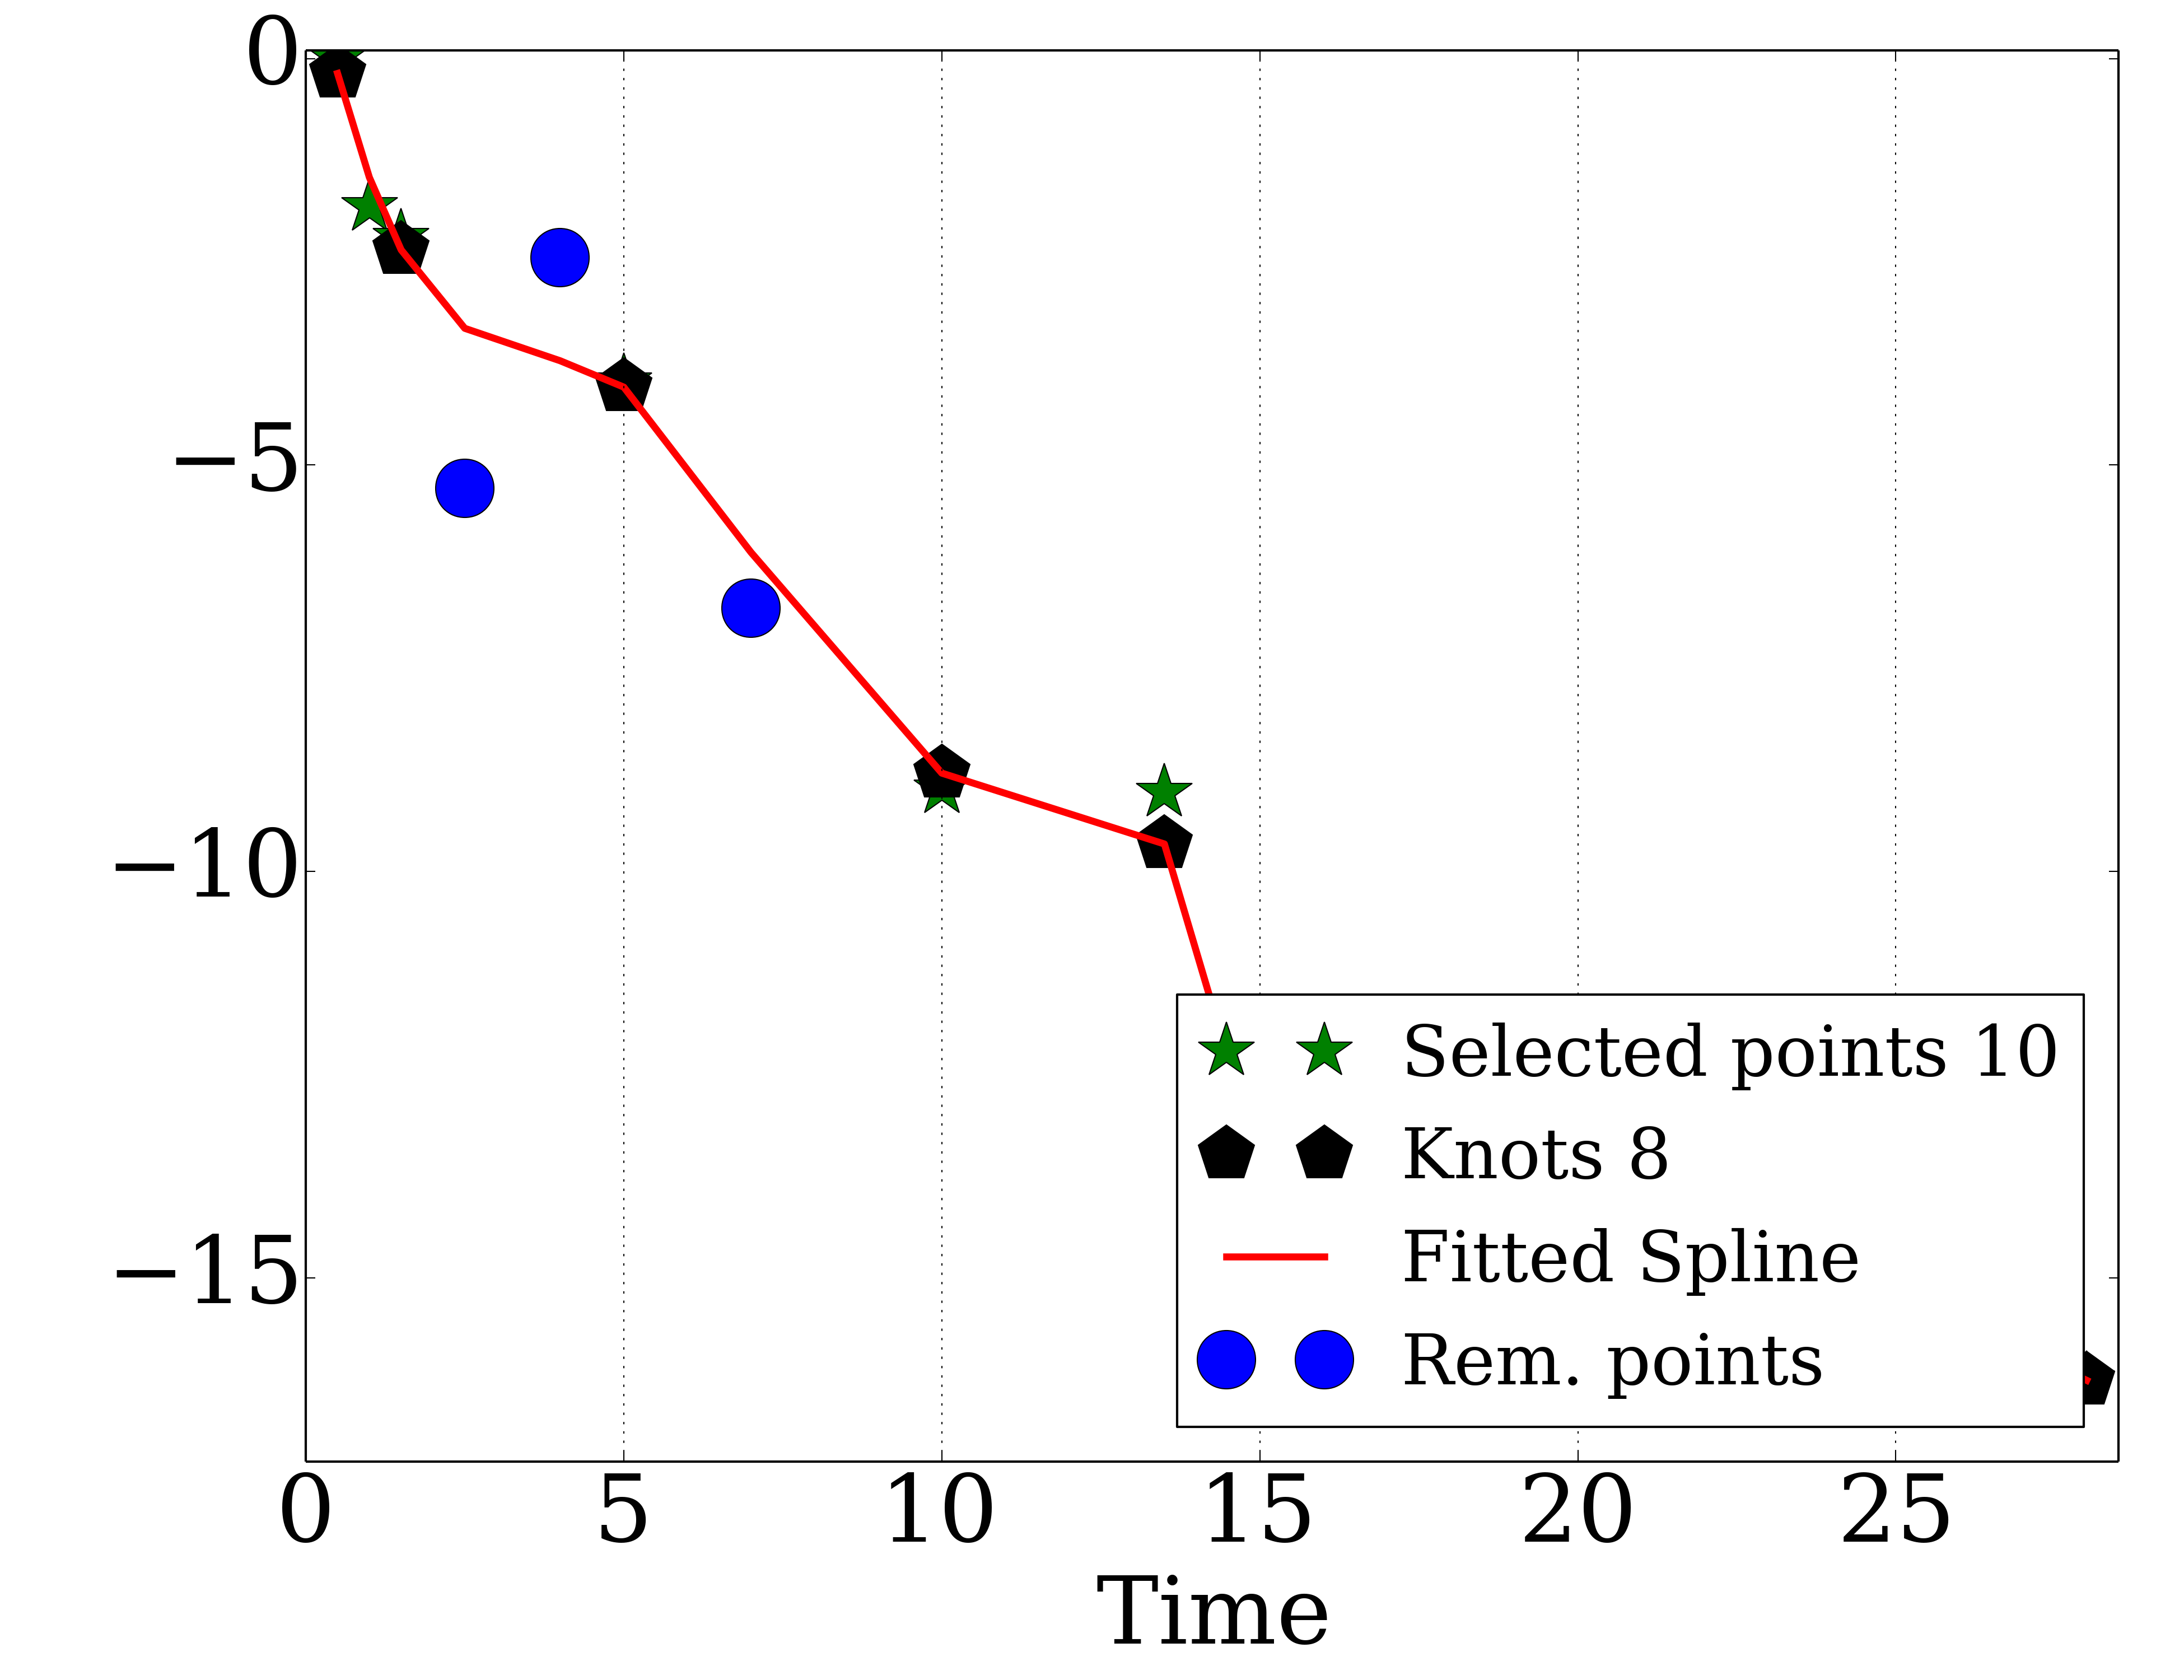 0
−5
−10
−15
Selected points 10
Knots 8
Fitted Spline
Rem. points
0 5 10 15 20 25
Time